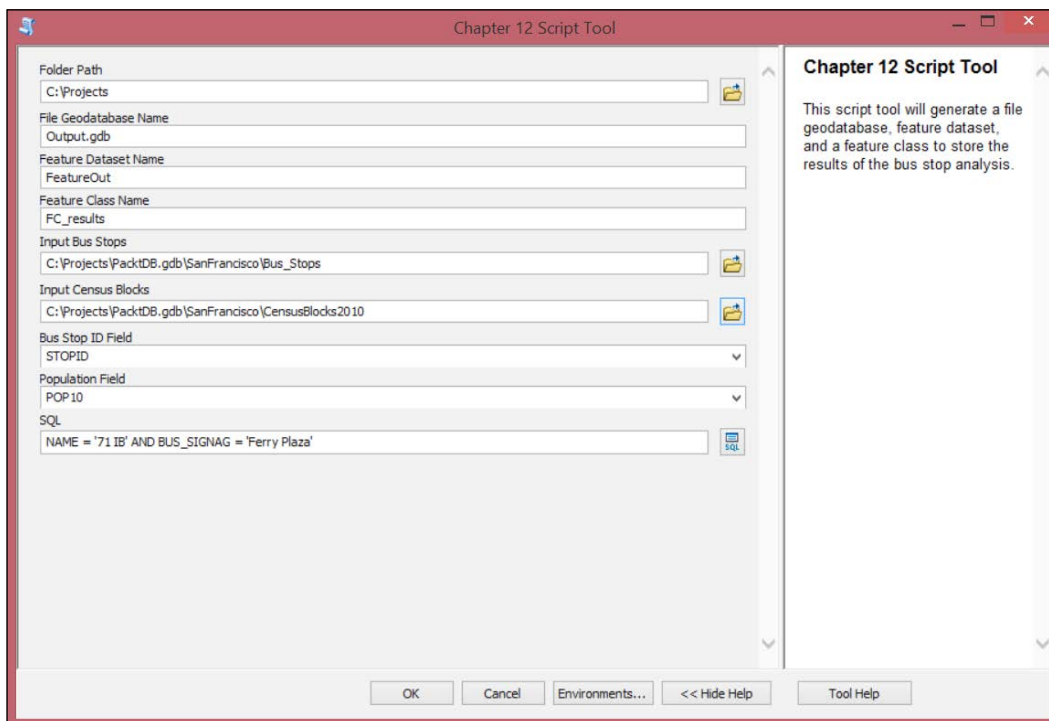 Chapter 12 Script Tool
Folder Path
C:\Projects
File Geodatabase Name
Output.gdb
Feature Dataset Name
FeatureOut
Feature Class Name
FC_results
Input Bus Stops
C:\Projects\PacktDB.gdb\SanFrancisco\Bus_Stops
Input Census Blocks
C:\Projects\PacktDB.gdb\SanFrancisco\CensusBlocks2010
Bus Stop ID Field
STOPID
Population Field
POP10
SQL
NAME = '71 IB' AND BUS_SIGNAG = 'Ferry Plaza'
SQL
Chapter 12 Script Tool
This script tool will generate a file
geodatabase, feature dataset,
and a feature class to store the
results of the bus stop analysis.
OK
Cancel
Environments...
<< Hide Help
Tool Help